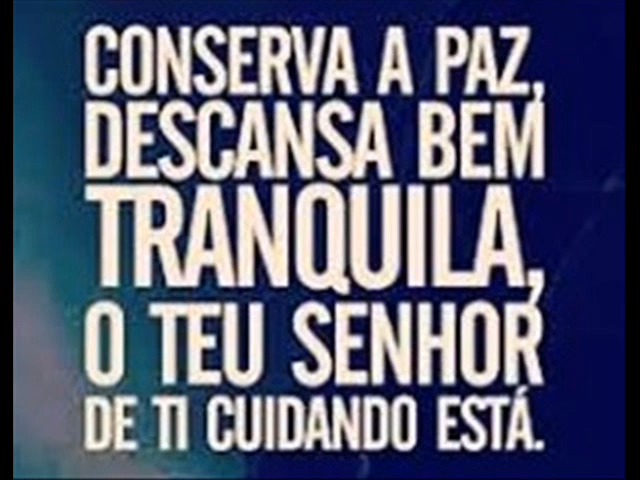 CONSERVA A PAZ,
DESCANSA BEM
TRANQUILA,
O TEU SENHOR
DE TI CUIDANDO ESTÁ.